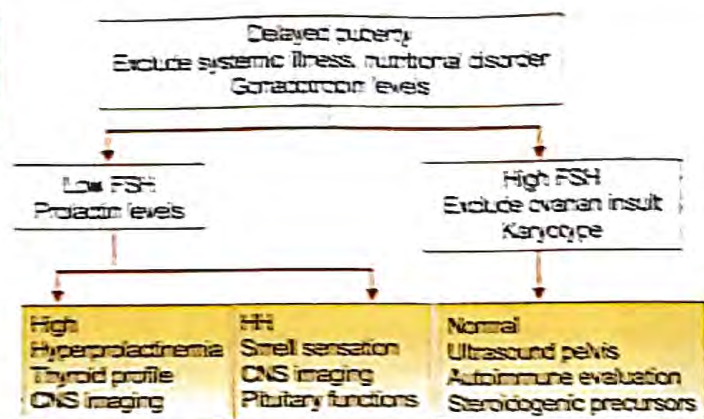 Delayed puberty
Exclude systemic illness, nutritional disorder
Gonadotropin levels
Low FSH
Prolactin levels
High FSH
Exclude ovarian insult
Karyotype
High
Hyperprolactinemia
Thyroid profile
CNS imaging
HH
Smell sensation
CNS imaging
Pituitary functions
Normal
Ultrasound pelvis
Autoimmune evaluation
Steroidogenic precursors